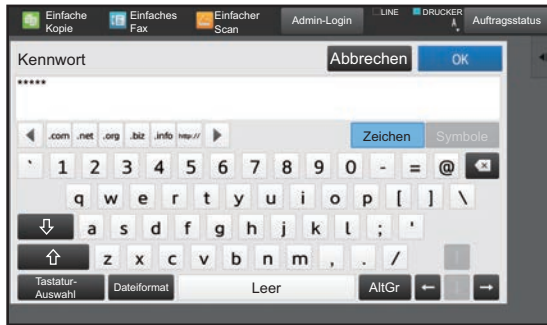 Einfache Kopie
Einfaches Fax
Einfacher Scan
Admin-Login
LINE
DRUCKER
Auftragsstatus
Kennwort
Abbrechen
OK
*****
.com .net .org .biz .info http://
Zeichen
Symbole
` 1 2 3 4 5 6 7 8 9 0 - = @
q w e r t y u i o p [ ] \
a s d f g h j k l ; '
z x c v b n m , . /
Tastatur-Auswahl
Dateiformat
Leer
AltGr